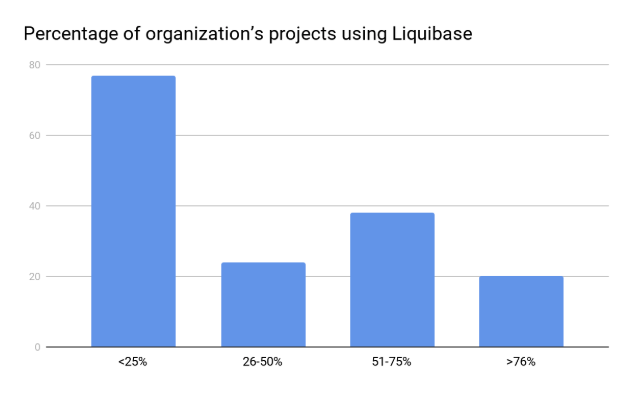 Percentage of organization’s projects using Liquibase
80
60
40
20
0
<25% 26-50% 51-75% >76%